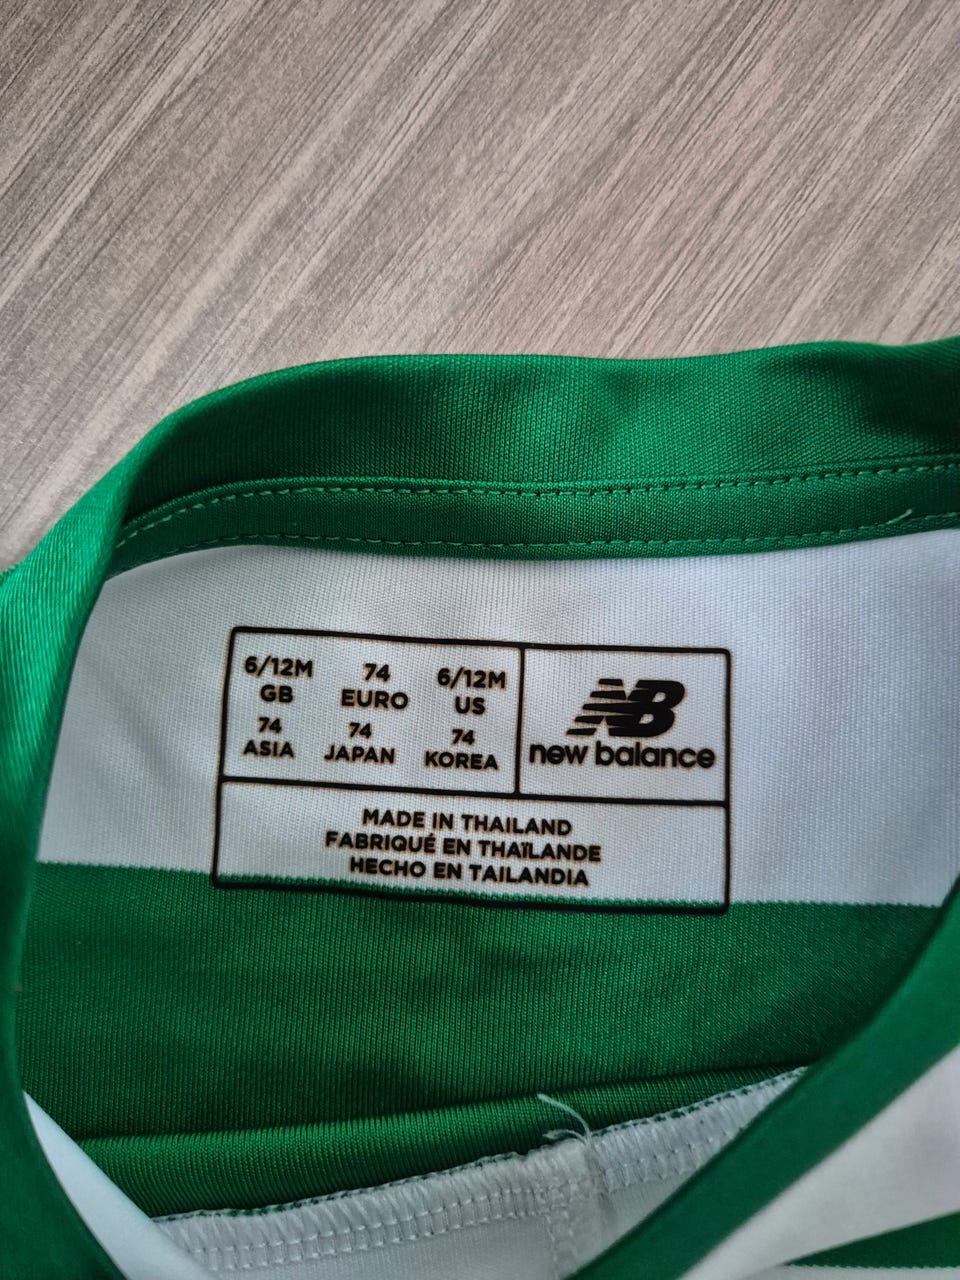 6/12M 74 6/12M
GB EURO US
74 74 74
ASIA JAPAN KOREA
NB
new balance
MADE IN THAILAND
FABRIQUÉ EN THAÏLANDE
HECHO EN TAILANDIA